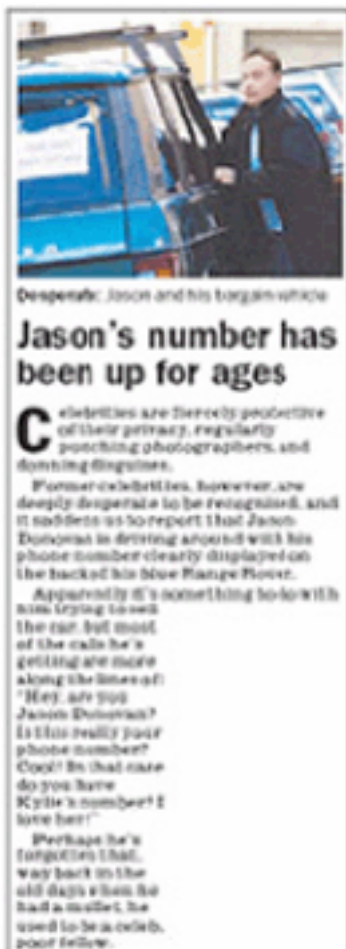 Desperate: Jason and his bargain vehicle
Jason's number has
been up for ages
Celebrities are fiercely protective
of their privacy, regularly
punching photographers, and
donning disguises.
Former celebrities, however, are
deeply desperate to be recognised, and
it saddens us to report that Jason
Donovan is driving around with his
phone number clearly displayed on
the back of his blue Range Rover.
Apparently it's something to do with
him trying to sell
the car, but most
of the calls he's
getting are more
along the lines of:
"Hey, are you
Jason Donovan?
Is this really your
phone number?
Cool! In that case
do you have
Kylie's number? I
love her!"
Perhaps he's
forgotten that,
way back in the
old days when he
had a mullet, he
used to be a celeb,
poor fellow.